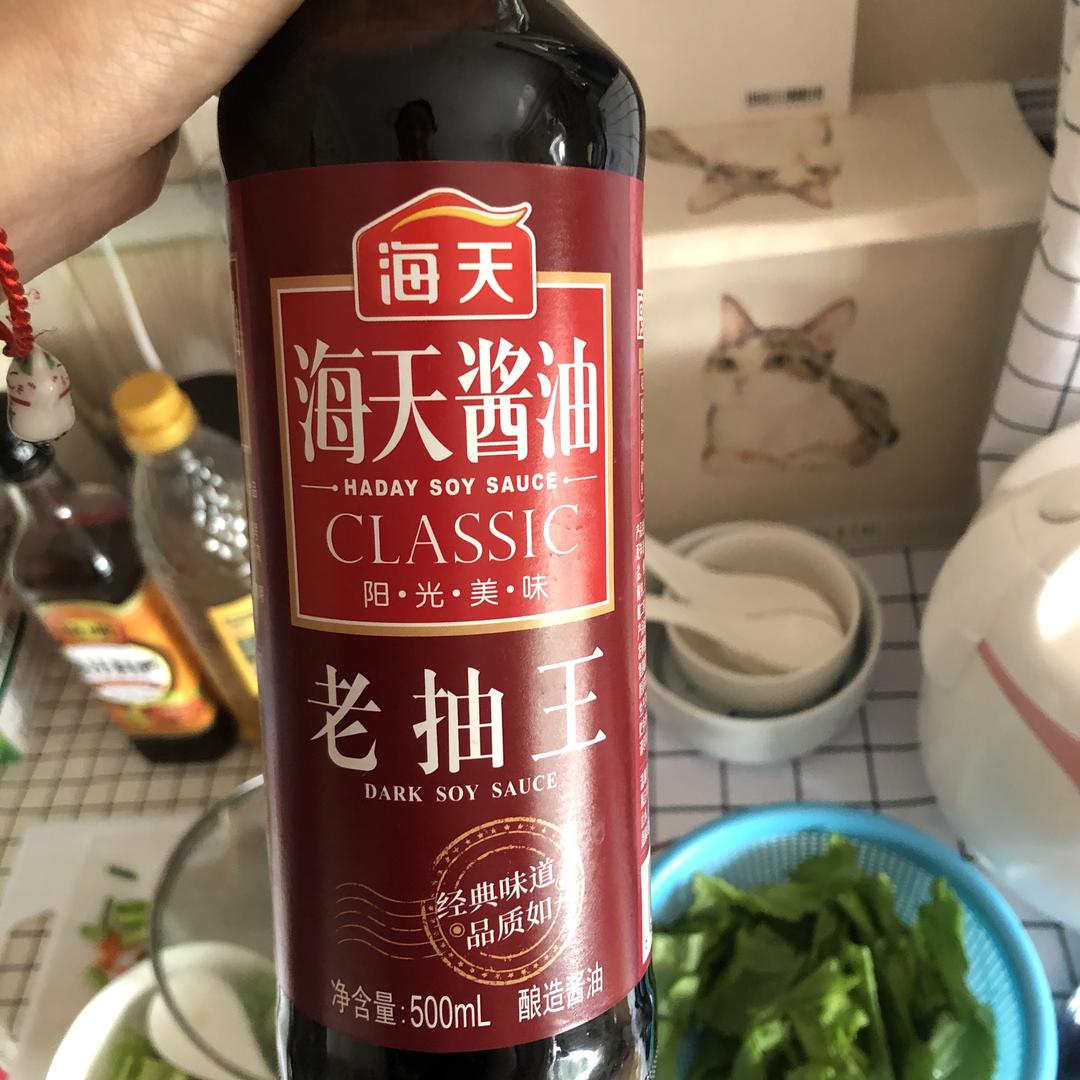 海天
海天酱油
HADAY SOY SAUCE
CLASSIC
阳·光·美·味
老抽王
DARK SOY SAUCE
经典味道
品质如
净含量:500mL 酿造酱油